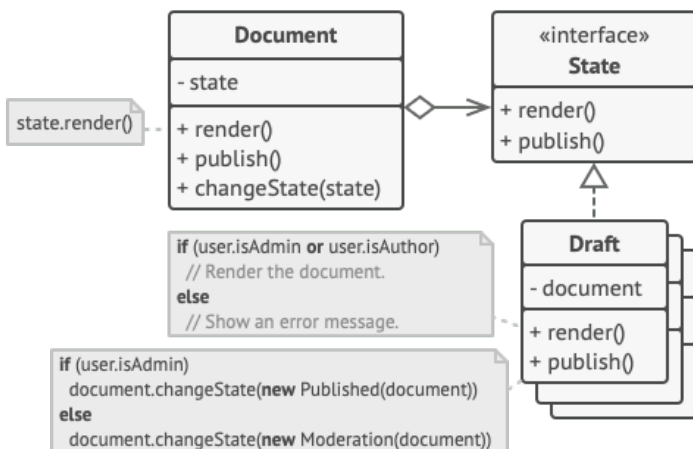 Document
- state
+ render()
+ publish()
+ changeState(state)
state.render()
«interface»
State
+ render()
+ publish()
Draft
- document
+ render()
+ publish()
if (user.isAdmin or user.isAuthor)
// Render the document.
else
// Show an error message.
if (user.isAdmin)
document.changeState(new Published(document))
else
document.changeState(new Moderation(document))